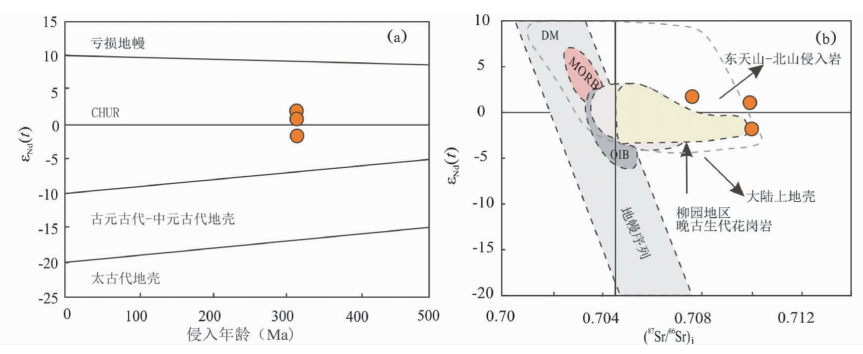 (a)
15
10
5
0
-5
-10
-15
-20
-25
εNd(t)
亏损地幔
CHUR
古元古代-中元古代地壳
太古代地壳
0
100
200
300
400
500
侵入年龄（Ma）
(b)
10
5
0
-5
-10
-15
-20
εNd(t)
DM
MORB
OIB
地幔序列
东天山-北山侵入岩
大陆上地壳
柳园地区
晚古生代花岗岩
0.70
0.704
0.708
0.712
(87Sr/86Sr)i